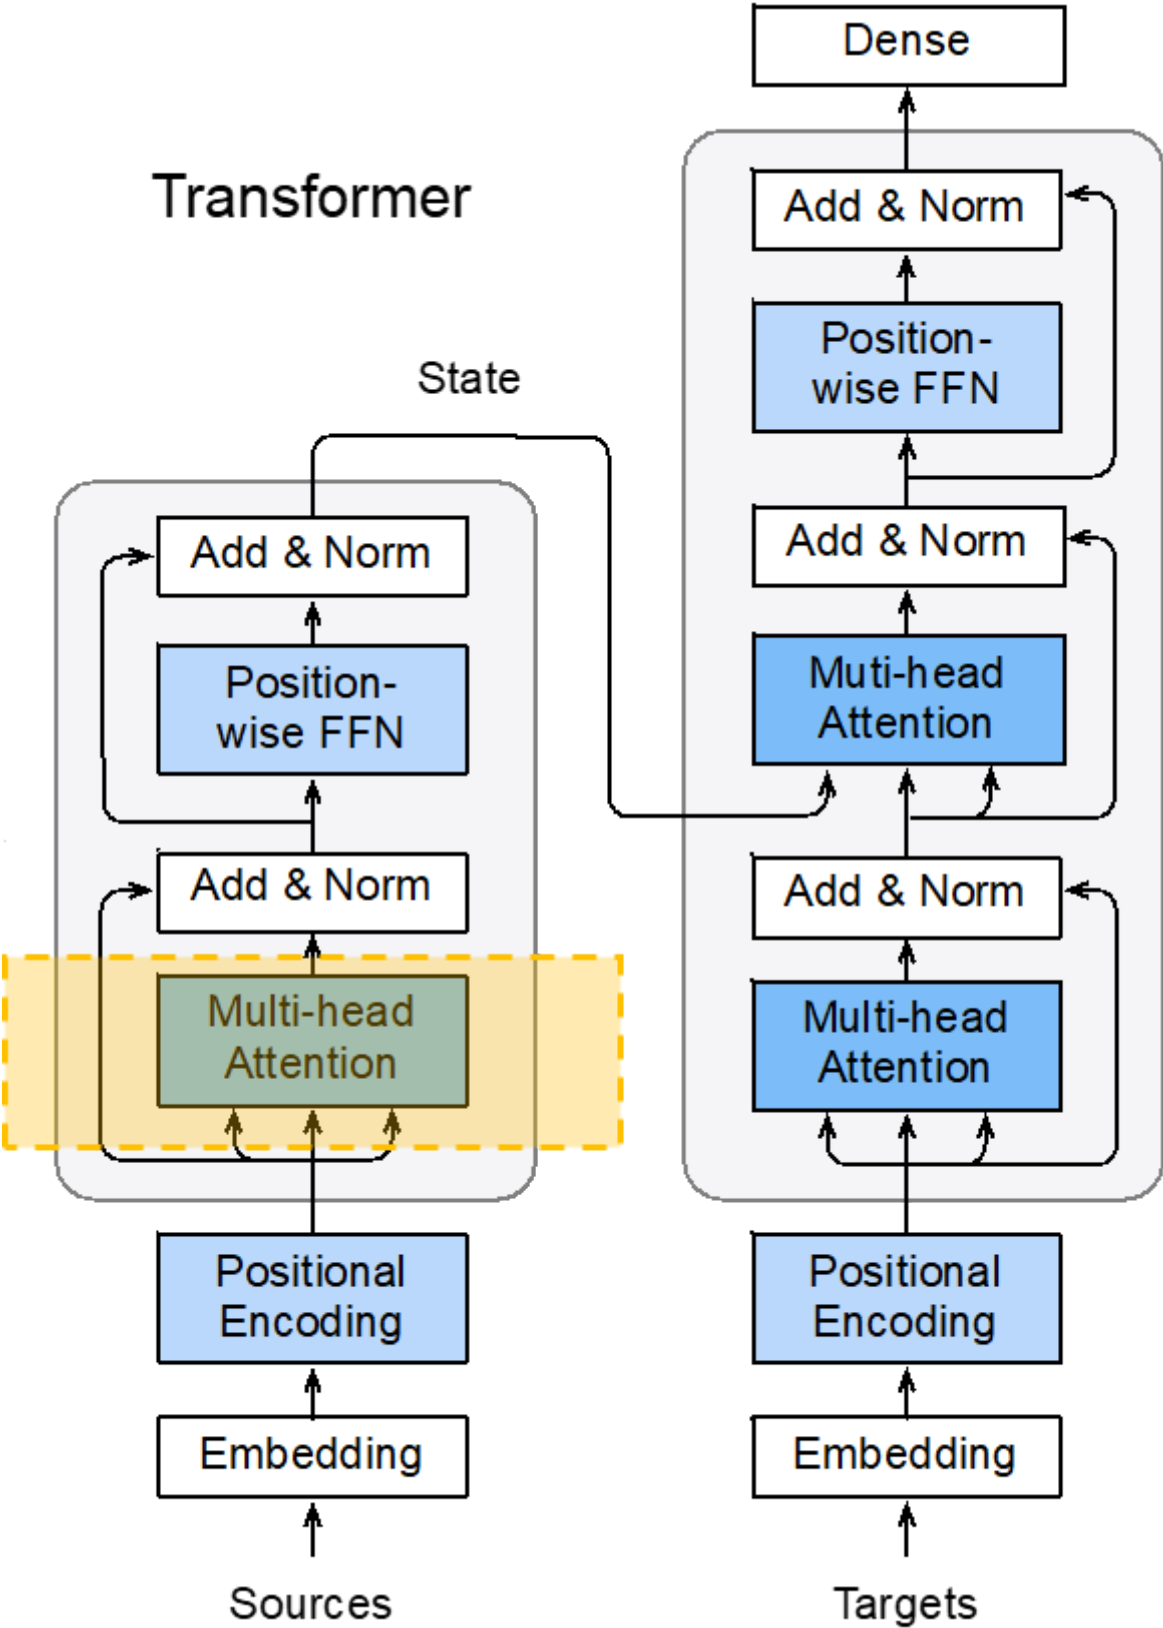 Transformer
State
Add & Norm
Position-
wise FFN
Add & Norm
Multi-head
Attention
Positional
Encoding
Embedding
Sources
Dense
Add & Norm
Position-
wise FFN
Add & Norm
Muti-head
Attention
Add & Norm
Multi-head
Attention
Positional
Encoding
Embedding
Targets